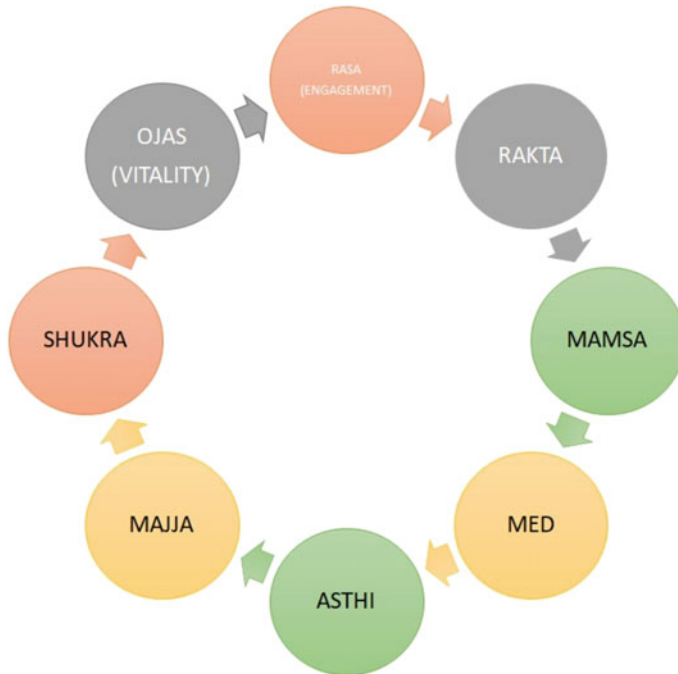 RASA
(ENGAGEMENT)
RAKTA
MAMSA
MED
ASTHI
MAJJA
SHUKRA
OJAS
(VITALITY)